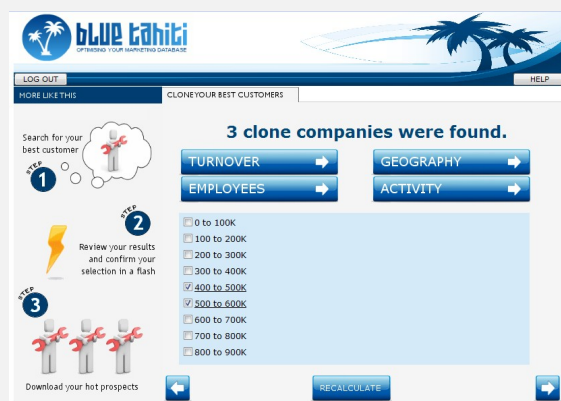 blue tahiti
OPTIMISING YOUR MARKETING DATABASE
LOG OUT
HELP
MORE LIKE THIS
CLONE YOUR BEST CUSTOMERS
Search for your
best customer
STEP
1
STEP
2
Review your results
and confirm your
selection in a flash
STEP
3
Download your hot prospects
3 clone companies were found.
TURNOVER
GEOGRAPHY
EMPLOYEES
ACTIVITY
0 to 100K
100 to 200K
200 to 300K
300 to 400K
400 to 500K
500 to 600K
600 to 700K
700 to 800K
800 to 900K
RECALCULATE